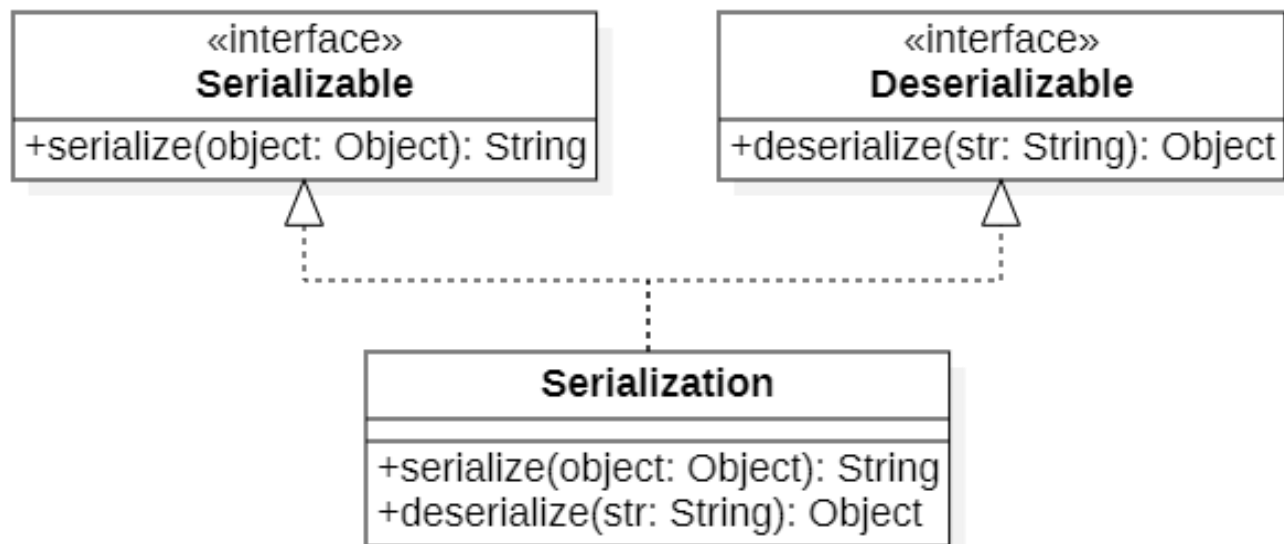 «interface»
Serializable
+serialize(object: Object): String
«interface»
Deserializable
+deserialize(str: String): Object
Serialization
+serialize(object: Object): String
+deserialize(str: String): Object